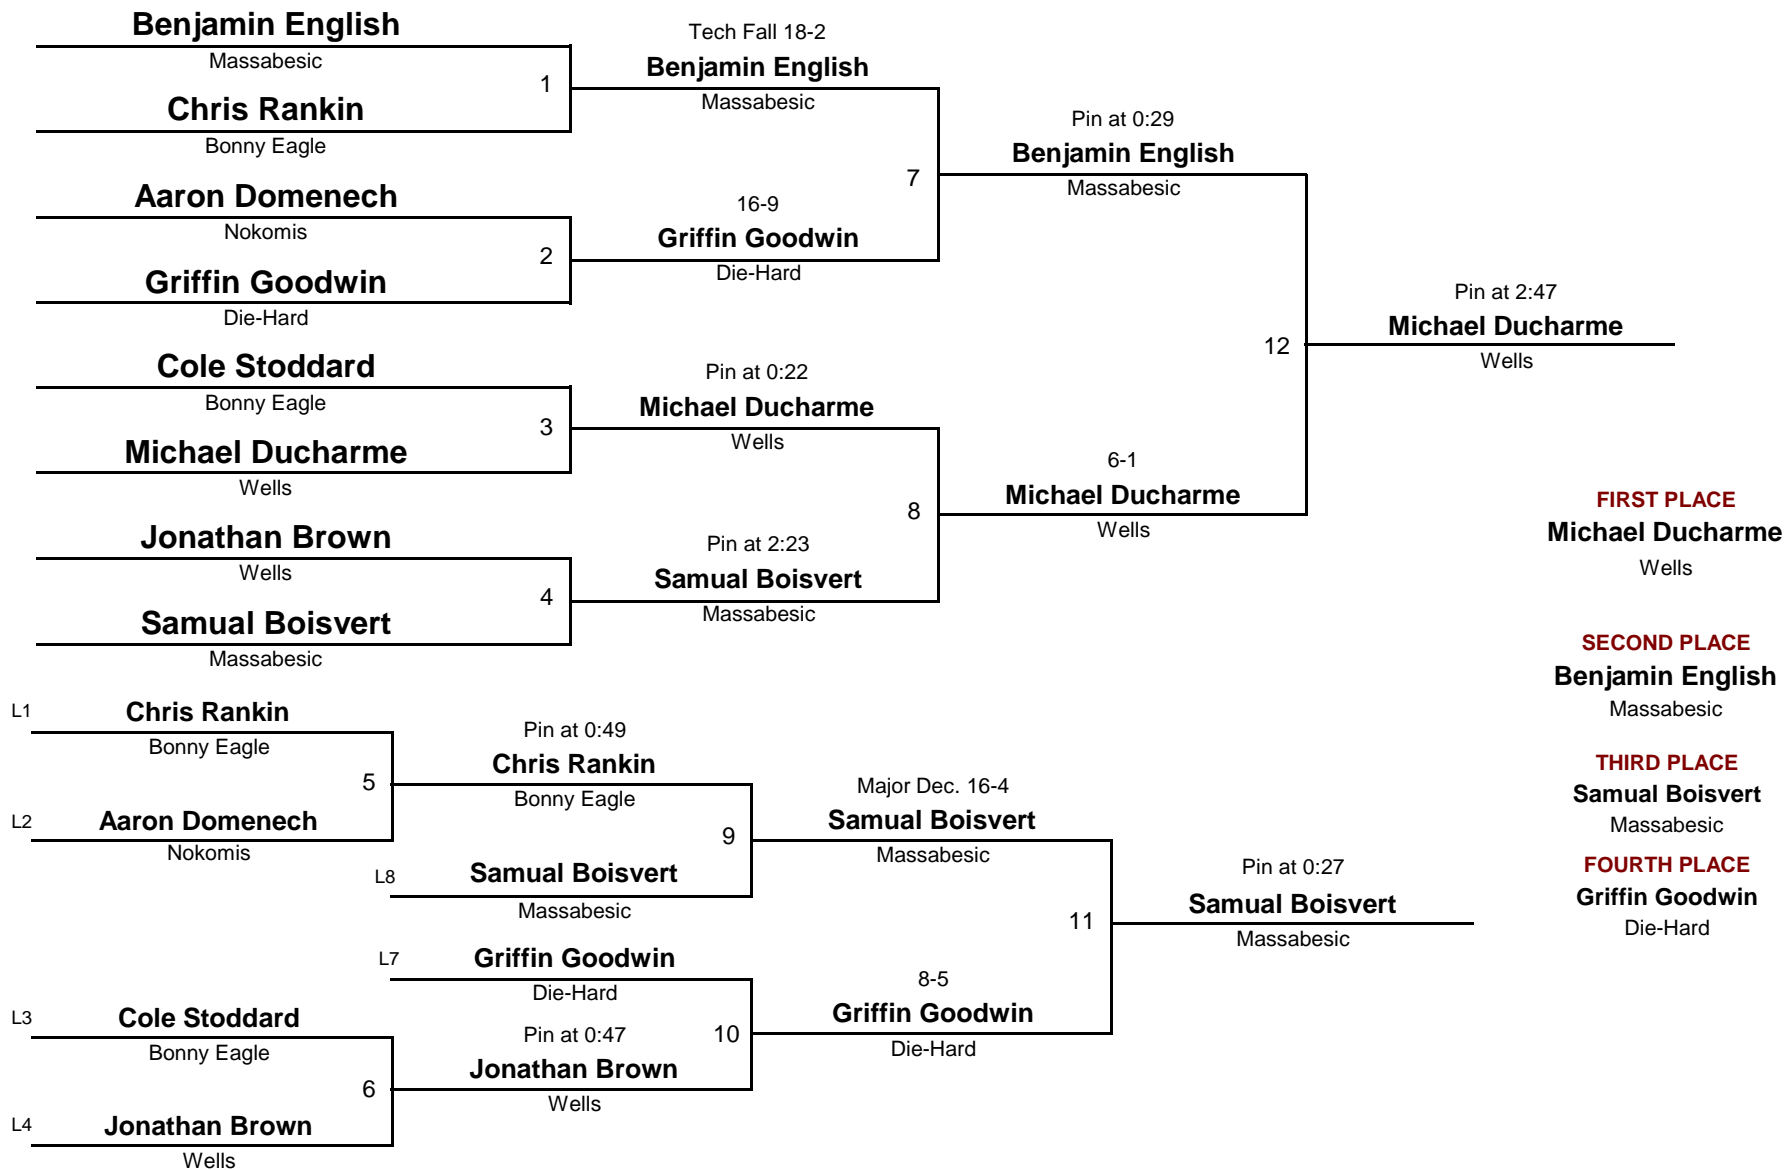 Benjamin English
Massabesic
1
Chris Rankin
Bonny Eagle
Aaron Domenech
Nokomis
2
Griffin Goodwin
Die-Hard
Cole Stoddard
Bonny Eagle
3
Michael Ducharme
Wells
Jonathan Brown
Wells
4
Samual Boisvert
Massabesic
Tech Fall 18-2
Benjamin English
Massabesic
7
16-9
Griffin Goodwin
Die-Hard
Pin at 0:22
Michael Ducharme
Wells
8
Pin at 2:23
Samual Boisvert
Massabesic
Pin at 0:29
Benjamin English
Massabesic
12
6-1
Michael Ducharme
Wells
Pin at 2:47
Michael Ducharme
Wells
FIRST PLACE
Michael Ducharme
Wells
SECOND PLACE
Benjamin English
Massabesic
THIRD PLACE
Samual Boisvert
Massabesic
FOURTH PLACE
Griffin Goodwin
Die-Hard
L1 Chris Rankin
Bonny Eagle
5
L2 Aaron Domenech
Nokomis
L3 Cole Stoddard
Bonny Eagle
6
L4 Jonathan Brown
Wells
Pin at 0:49
Chris Rankin
Bonny Eagle
9
L8 Samual Boisvert
Massabesic
L7 Griffin Goodwin
Die-Hard
10
Pin at 0:47
Jonathan Brown
Wells
Major Dec. 16-4
Samual Boisvert
Massabesic
11
8-5
Griffin Goodwin
Die-Hard
Pin at 0:27
Samual Boisvert
Massabesic